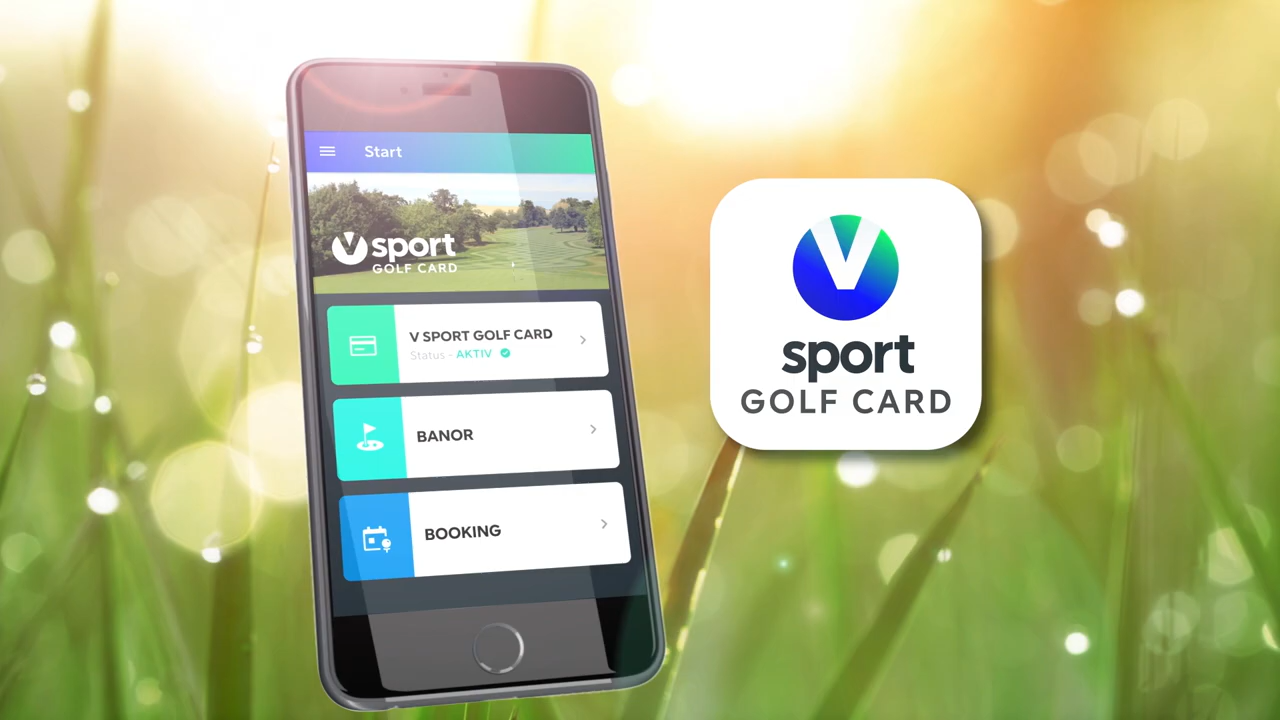 Start
V sport
GOLF CARD
V SPORT GOLF CARD
Status - AKTIV
BANOR
BOOKING
V
sport
GOLF CARD